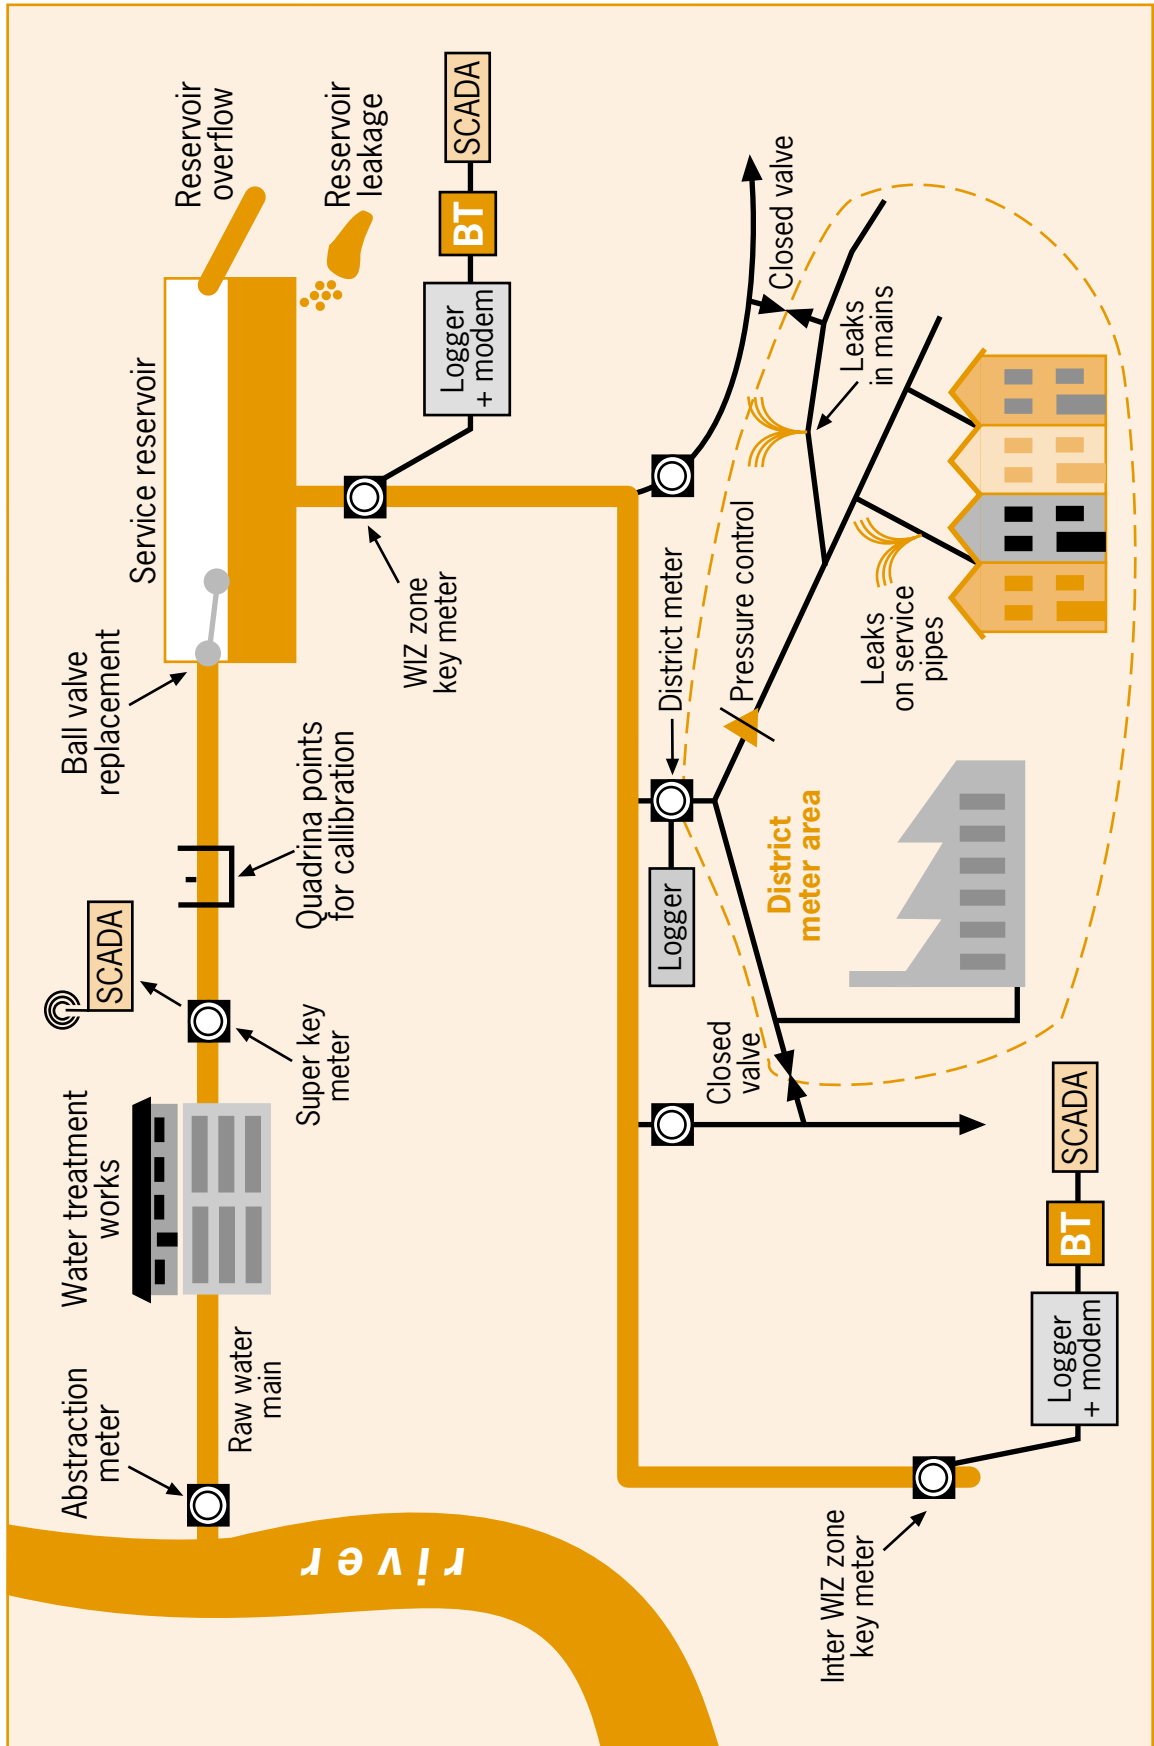 Abstraction
meter
Raw water
main
Water treatment
works
SCADA
Super key
meter
Quadrina points
for callibration
Ball valve
replacement
Service reservoir
Reservoir
overflow
Reservoir
leakage
river
WIZ zone
key meter
Logger
+ modem
BT
SCADA
District meter
Logger
Pressure control
District
meter area
Closed
valve
Closed valve
Leaks
in mains
Leaks
on service
pipes
Inter WIZ zone
key meter
Logger
+ modem
BT
SCADA